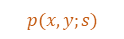 p(x, y; s)